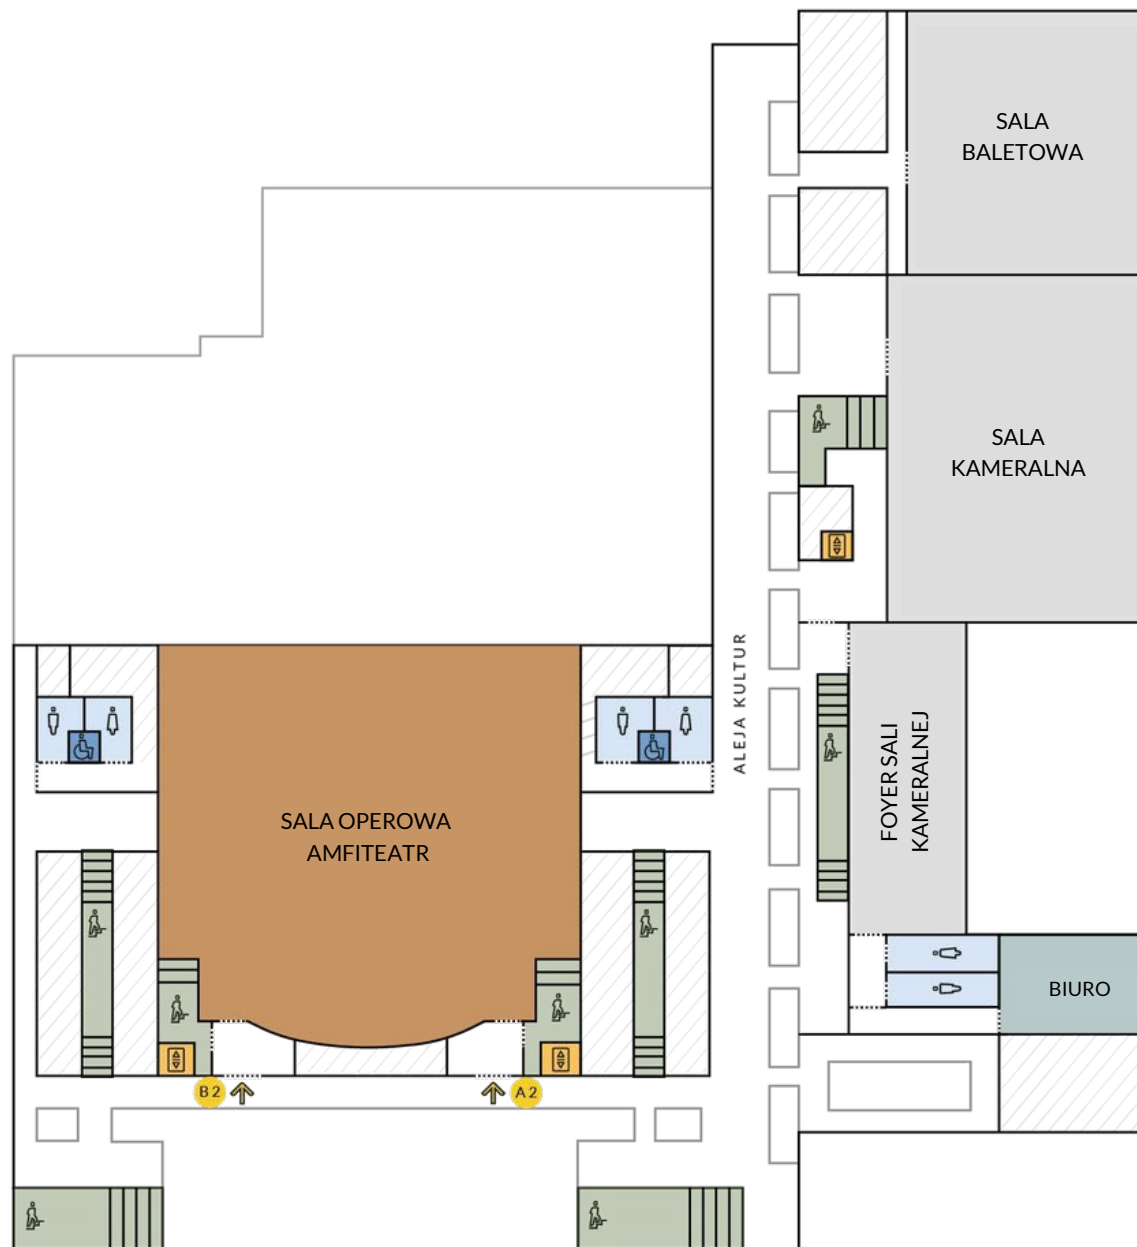 SALA
BALETOWA
SALA
KAMERALNA
ALEJA KULTUR
FOYER SALI
KAMERALNEJ
SALA OPEROWA
AMFITEATR
BIURO
B2
A2